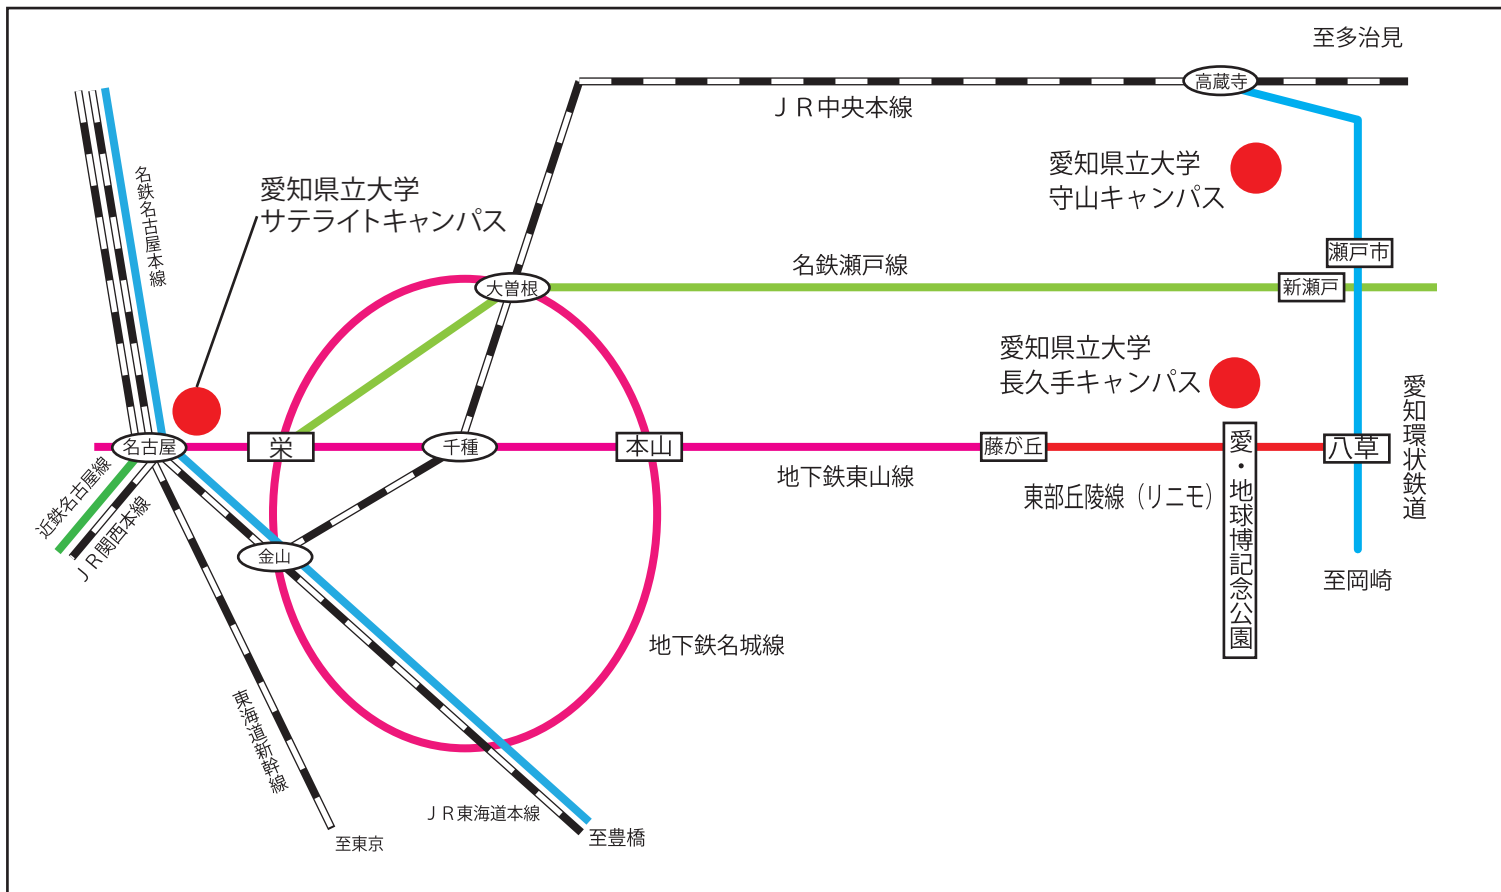 至多治見
高蔵寺
ＪＲ中央本線
愛知県立大学
守山キャンパス
名鉄名古屋本線
愛知県立大学
サテライトキャンパス
瀬戸市
名鉄瀬戸線
大曽根
新瀬戸
愛知県立大学
長久手キャンパス
愛知環状鉄道
名古屋
栄
千種
本山
藤が丘
愛・地球博記念公園
八草
地下鉄東山線
東部丘陵線（リニモ）
近鉄名古屋線
ＪＲ関西本線
金山
至岡崎
地下鉄名城線
東海道新幹線
ＪＲ東海道本線
至豊橋
至東京